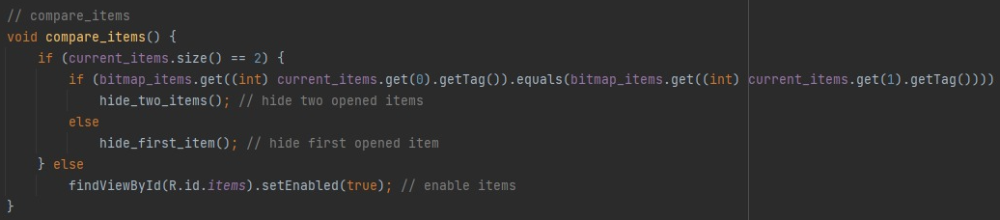 // compare_items
void compare_items() {
    if (current_items.size() == 2) {
        if (bitmap_items.get((int) current_items.get(0).getTag()).equals(bitmap_items.get((int) current_items.get(1).getTag())))
            hide_two_items(); // hide two opened items
        else
            hide_first_item(); // hide first opened item
    } else
        findViewById(R.id.items).setEnabled(true); // enable items
}